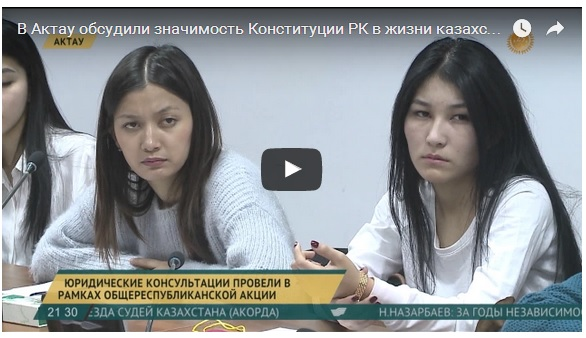 В Актау обсудили значимость Конституции РК в жизни казахс...
АКТАУ
ЮРИДИЧЕСКИЕ КОНСУЛЬТАЦИИ ПРОВЕЛИ В
РАМКАХ ОБЩЕРЕСПУБЛИКАНСКОЙ АКЦИИ
21 30 ЕЗДА СУДЕЙ КАЗАХСТАНА (АКОРДА) Н.НАЗАРБАЕВ: ЗА ГОДЫ НЕЗАВИСИМОС